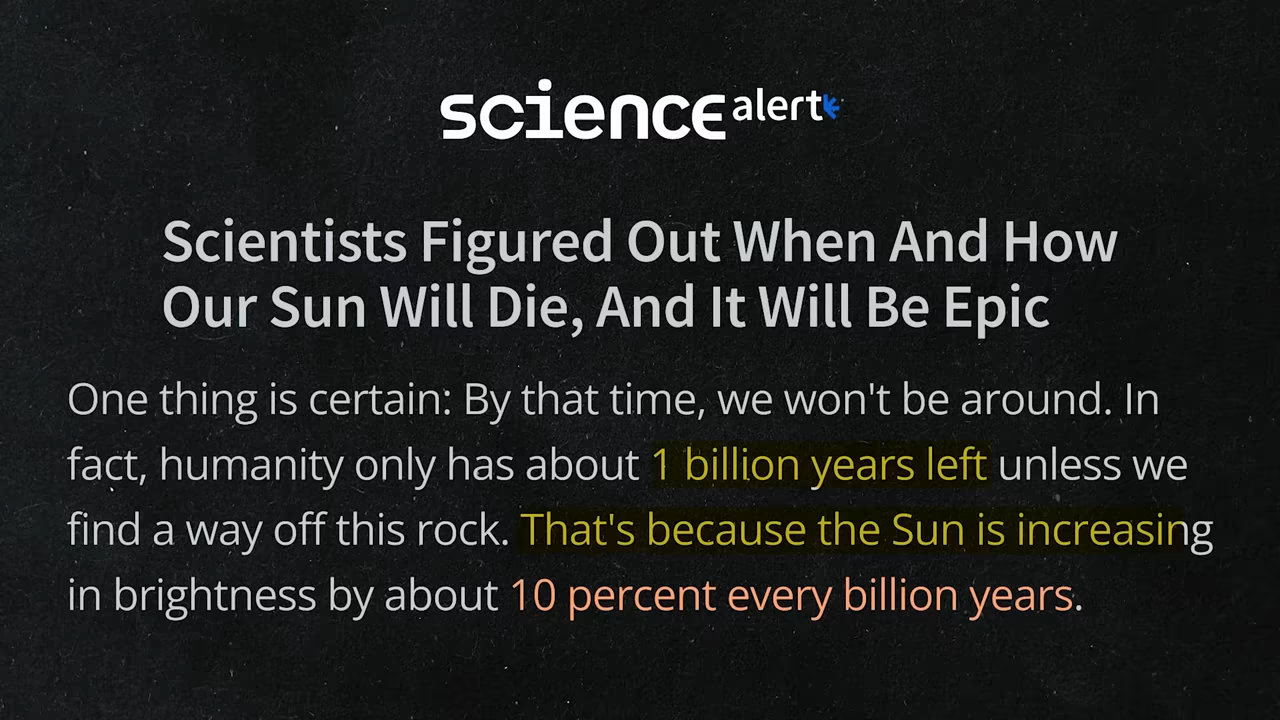 science alert
Scientists Figured Out When And How
Our Sun Will Die, And It Will Be Epic
One thing is certain: By that time, we won't be around. In
fact, humanity only has about 1 billion years left unless we
find a way off this rock. That's because the Sun is increasing
in brightness by about 10 percent every billion years.